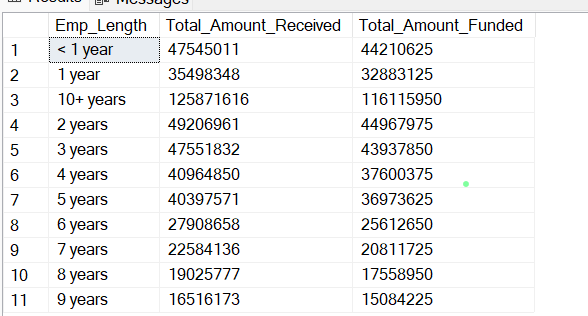 Results Messages
Emp_Length Total_Amount_Received Total_Amount_Funded
1 < 1 year 47545011 44210625
2 1 year 35498348 32883125
3 10+ years 125871616 116115950
4 2 years 49206961 44967975
5 3 years 47551832 43937850
6 4 years 40964850 37600375
7 5 years 40397571 36973625
8 6 years 27908658 25612650
9 7 years 22584136 20811725
10 8 years 19025777 17558950
11 9 years 16516173 15084225